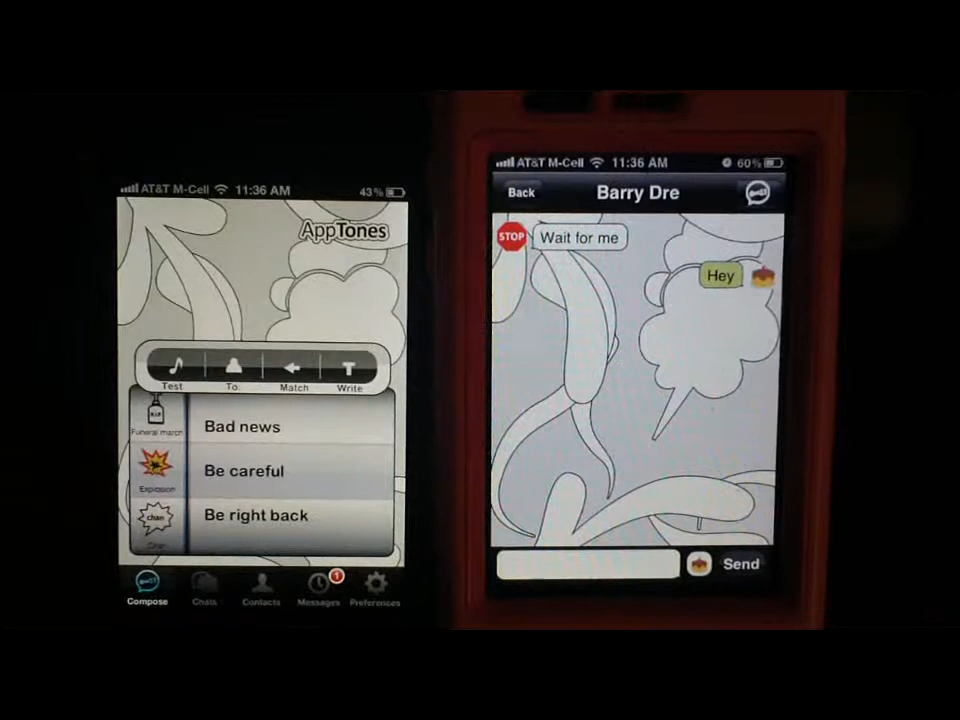 AT&T M-Cell 11:36 AM 43%
AppTones
Test To: Match Write
R.I.P
Funeral march
Bad news
Explosion
Be careful
chan
Be right back
1
Compose Chats Contacts Messages Preferences
AT&T M-Cell 11:36 AM 60%
Back Barry Dre
STOP Wait for me
Hey
Send